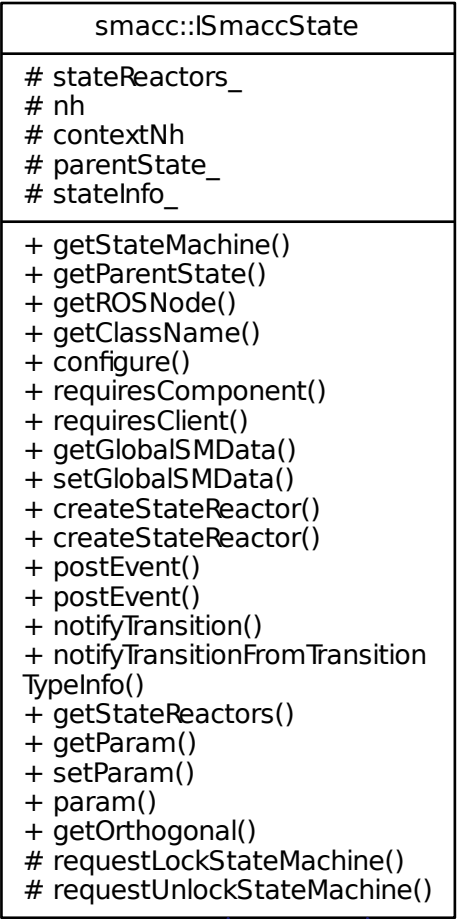 smacc::ISmaccState
# stateReactors_
# nh
# contextNh
# parentState_
# stateInfo_
+ getStateMachine()
+ getParentState()
+ getROSNode()
+ getClassName()
+ configure()
+ requiresComponent()
+ requiresClient()
+ getGlobalSMData()
+ setGlobalSMData()
+ createStateReactor()
+ createStateReactor()
+ postEvent()
+ postEvent()
+ notifyTransition()
+ notifyTransitionFromTransition
TypeInfo()
+ getStateReactors()
+ getParam()
+ setParam()
+ param()
+ getOrthogonal()
# requestLockStateMachine()
# requestUnlockStateMachine()